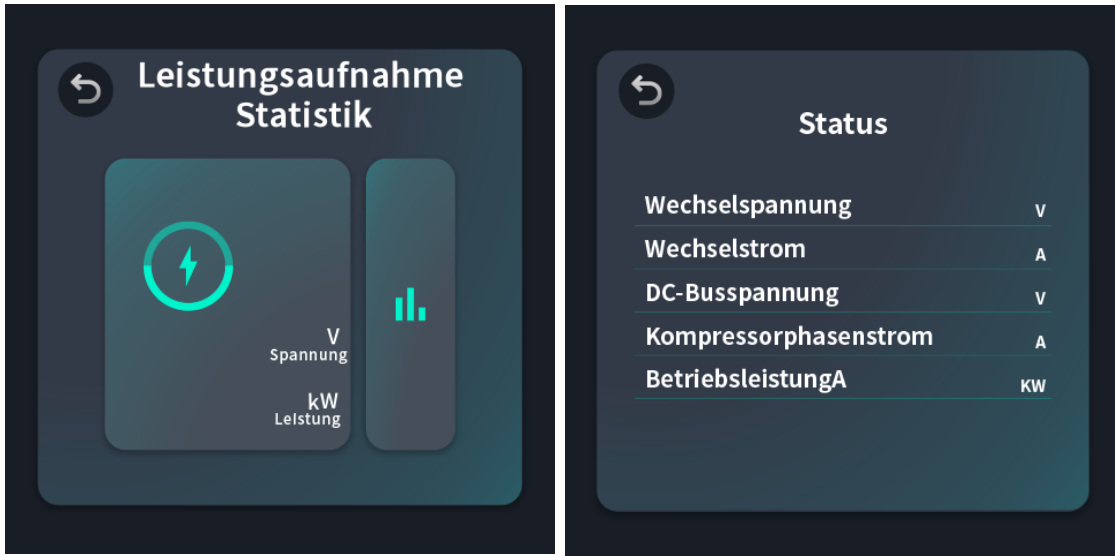 Leistungsaufnahme
Statistik
V
Spannung
kW
Leistung
Status
Wechselspannung V
Wechselstrom A
DC-Busspannung V
Kompressorphasenstrom A
BetriebsleistungA KW